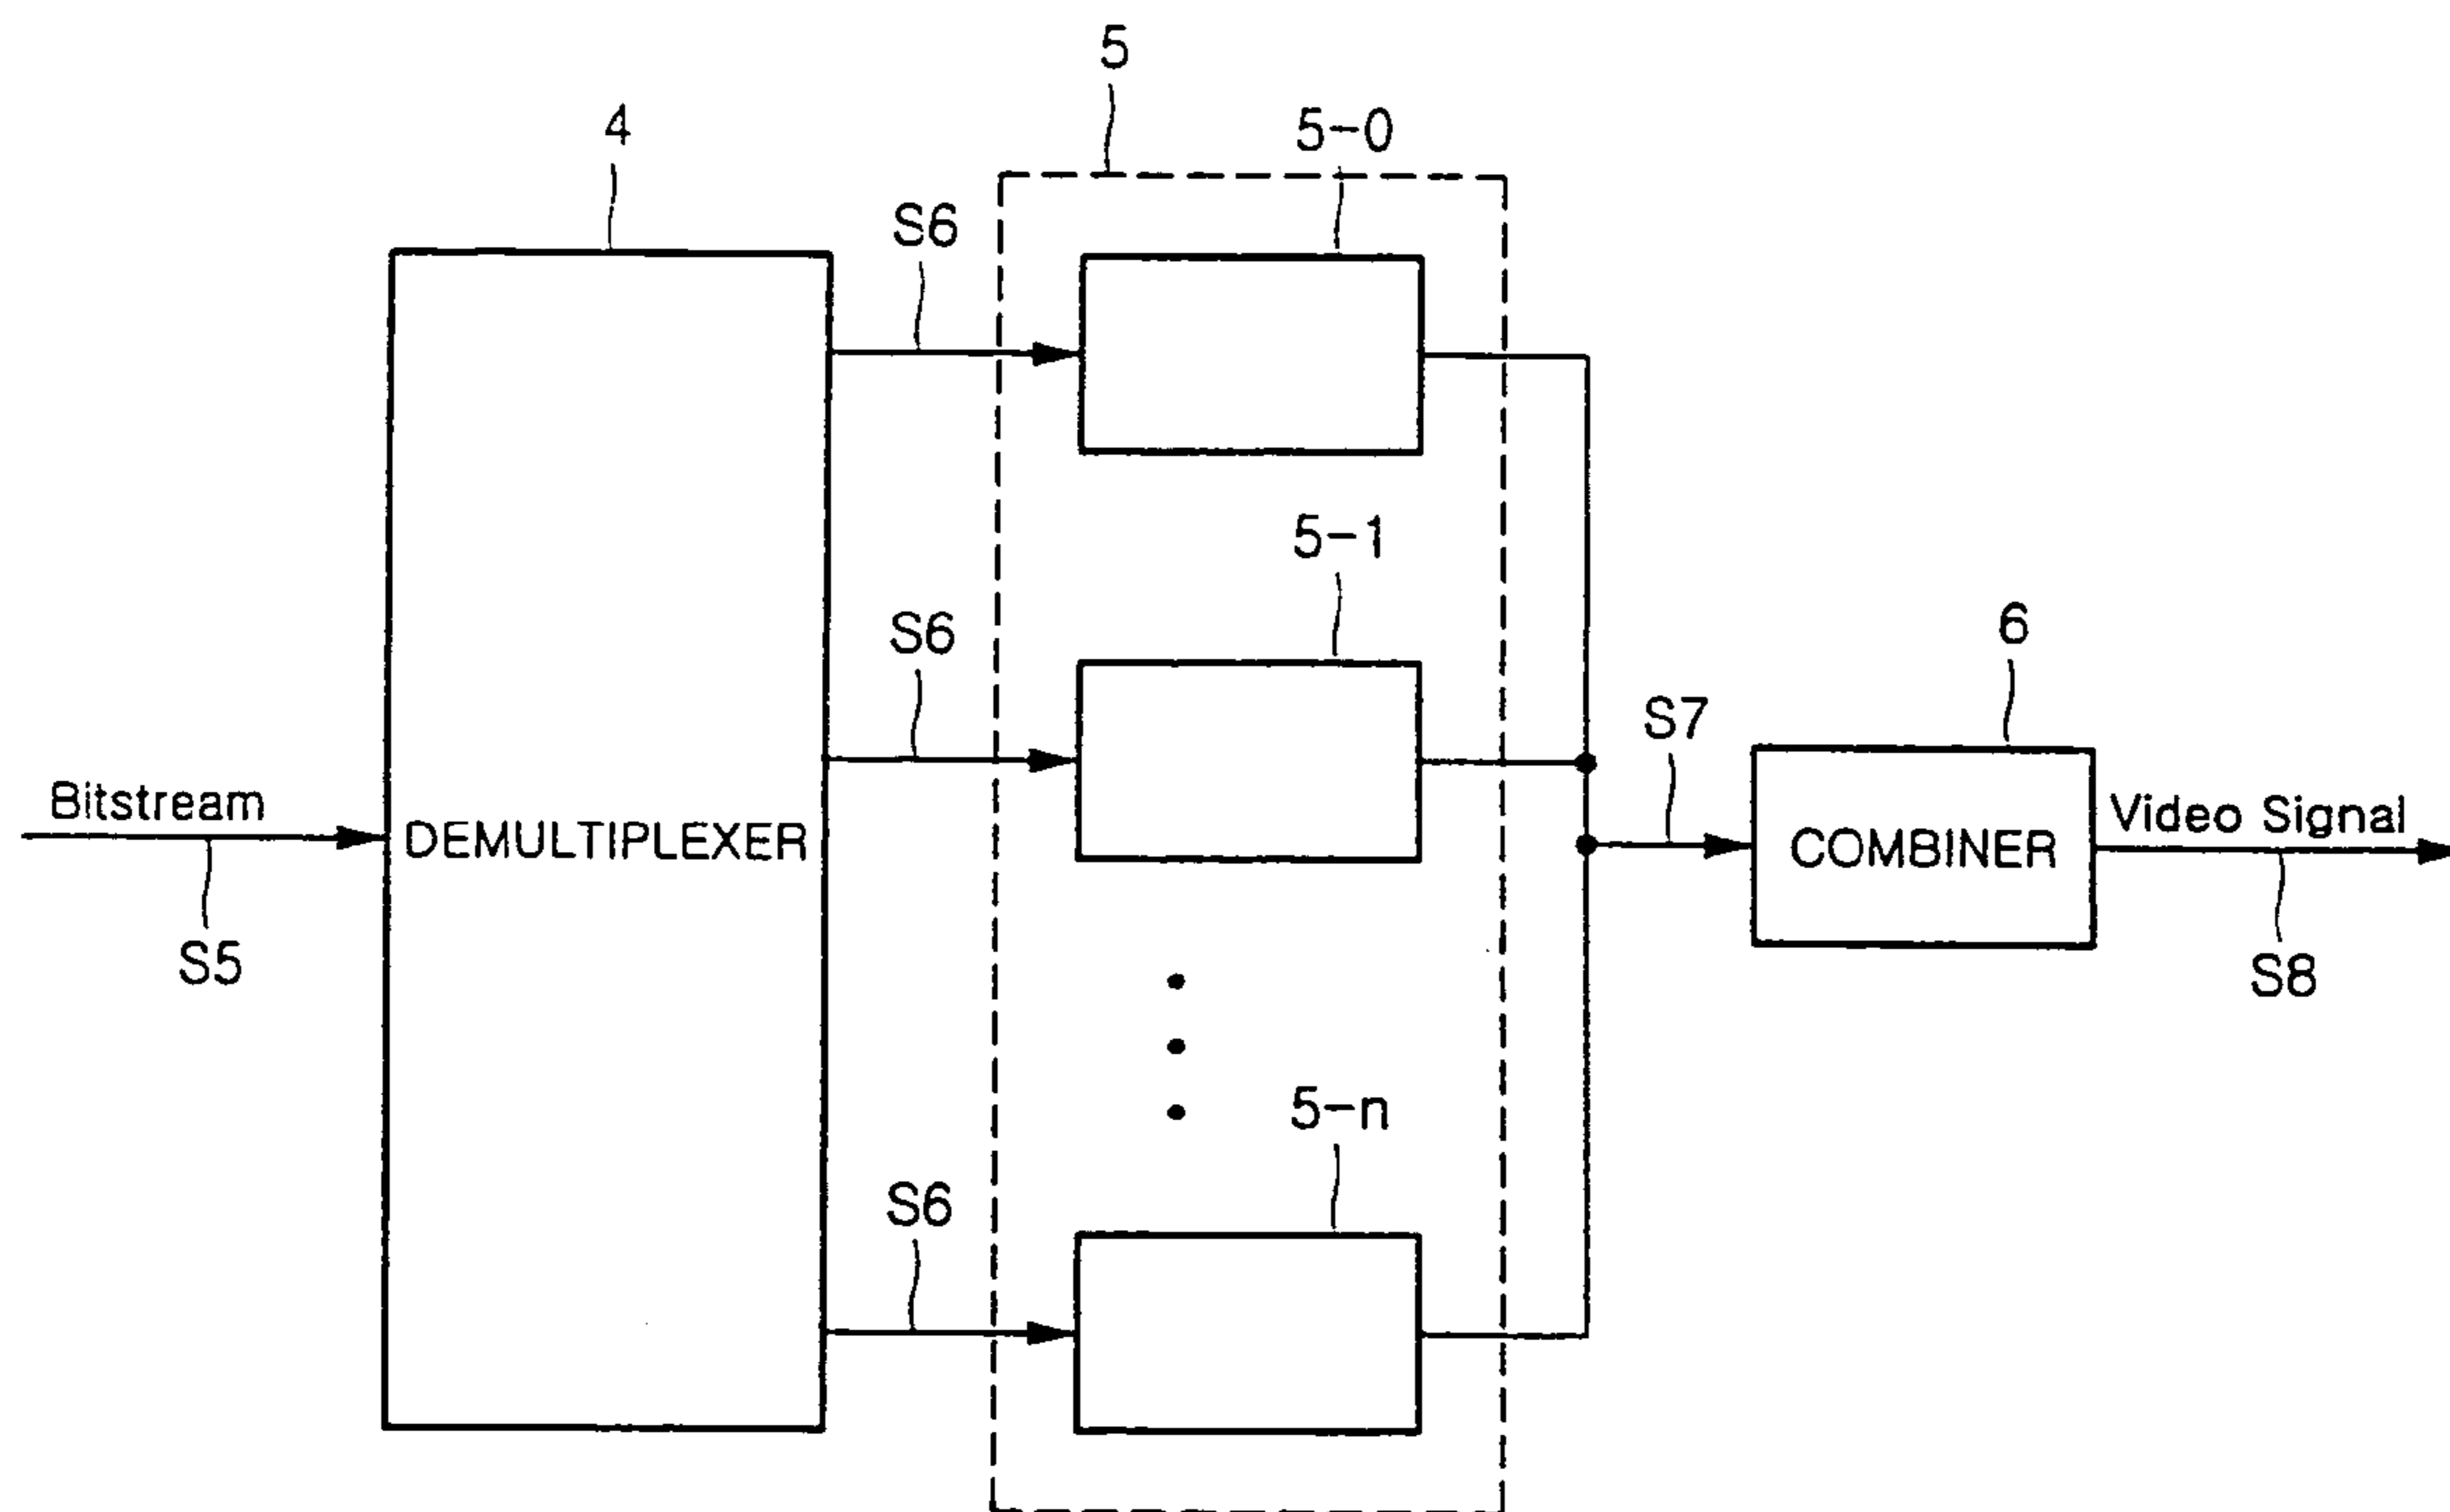 5
4
5-0
S6
5-1
S6
6
S7
Bitstream
DEMULTIPLEXER
COMBINER
Video Signal
S5
S8
5-n
S6